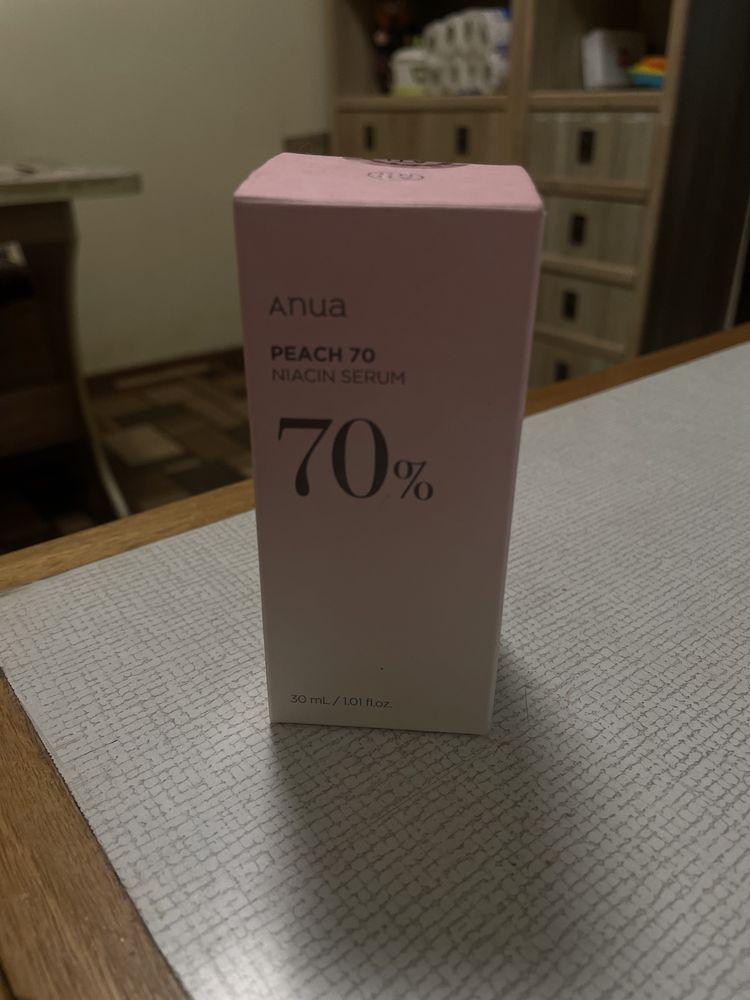 Anua
PEACH 70
NIACIN SERUM
70%
30 mL / 1.01 fl.oz.